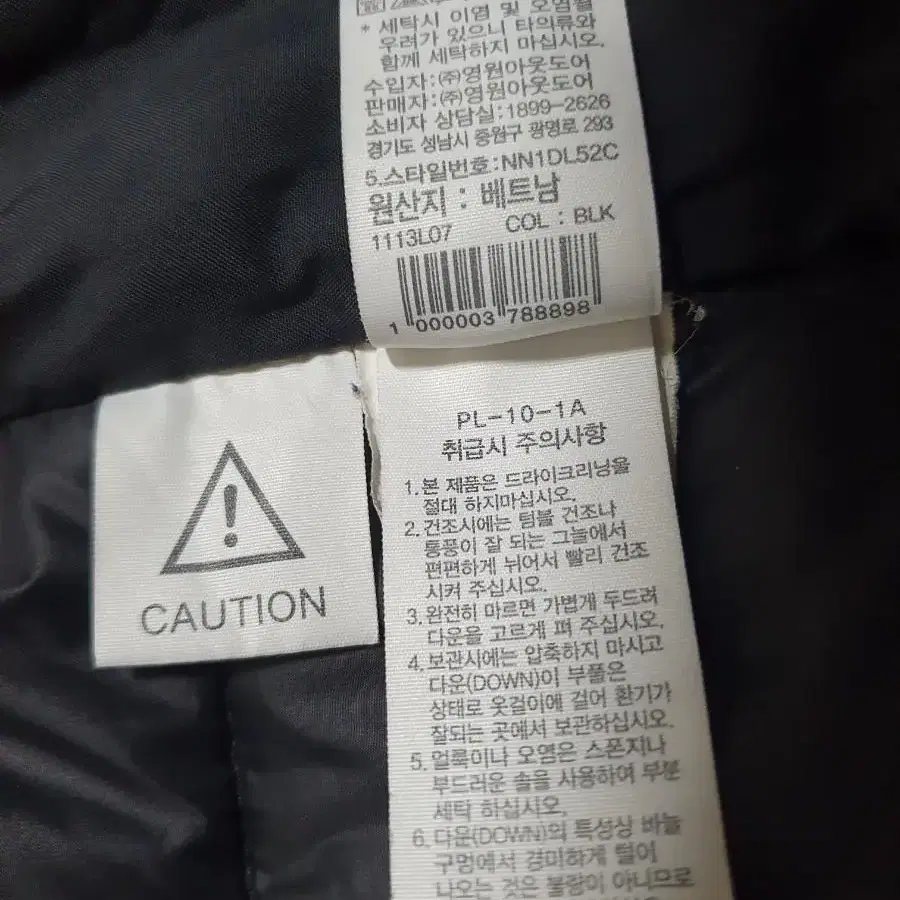 * 세탁시 이염 및 오염될
우려가 있으니 타의류와
함께 세탁하지 마십시오.
수입자:(주)영원아웃도어
판매자:(주)영원아웃도어
소비자 상담실:1899-2626
경기도 성남시 중원구 광명로 293
5.스타일번호:NN1DL52C
원산지 : 베트남
1113L07 COL : BLK
1 000003 788898
CAUTION
PL-10-1A
취급시 주의사항
1.본 제품은 드라이크리닝을
절대 하지마십시오.
2.건조시에는 텀블 건조나
통풍이 잘 되는 그늘에서
편편하게 뉘어서 빨리 건조
시켜 주십시오.
3.완전히 마르면 가볍게 두드려
다운을 고르게 펴 주십시오.
4.보관시에는 압축하지 마시고
다운(DOWN)이 부풀은
상태로 옷걸이에 걸어 환기가
잘되는 곳에서 보관하십시오.
5.얼룩이나 오염은 스폰지나
부드러운 솔을 사용하여 부분
세탁 하십시오.
6.다운(DOWN)의 특성상 바늘
구멍에서 경미하게 털이
나오는 것은 불량이 아니므로